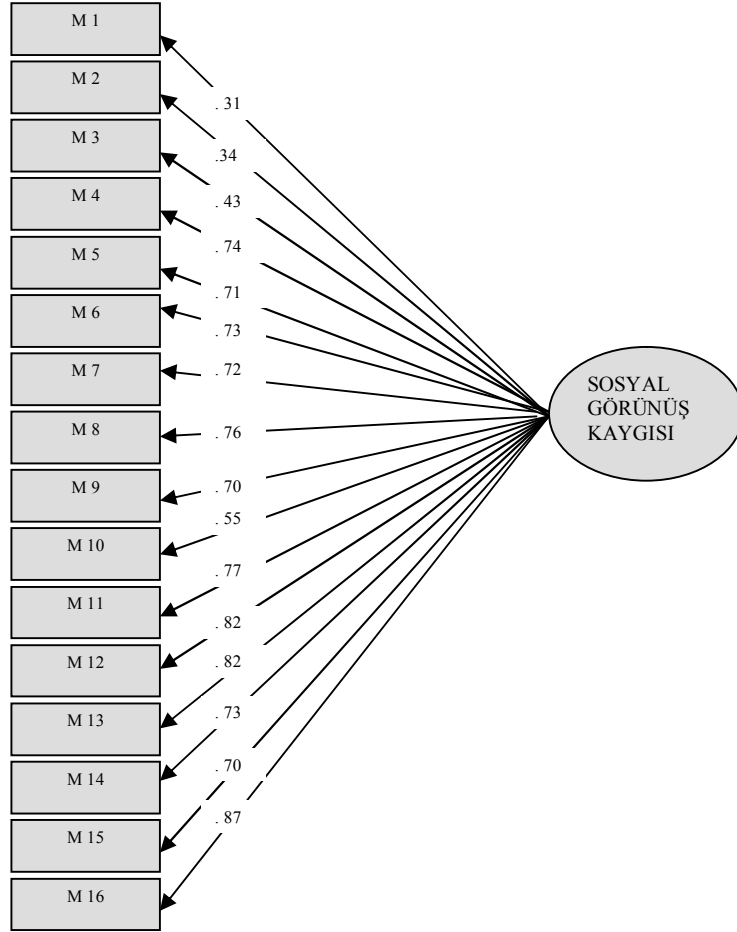 M 1
M 2
M 3
M 4
M 5
M 6
M 7
M 8
M 9
M 10
M 11
M 12
M 13
M 14
M 15
M 16
. 31
.34
. 43
. 74
. 71
. 73
. 72
. 76
. 70
. 55
. 77
. 82
. 82
. 73
. 70
. 87
SOSYAL
GÖRÜNÜŞ
KAYGISI